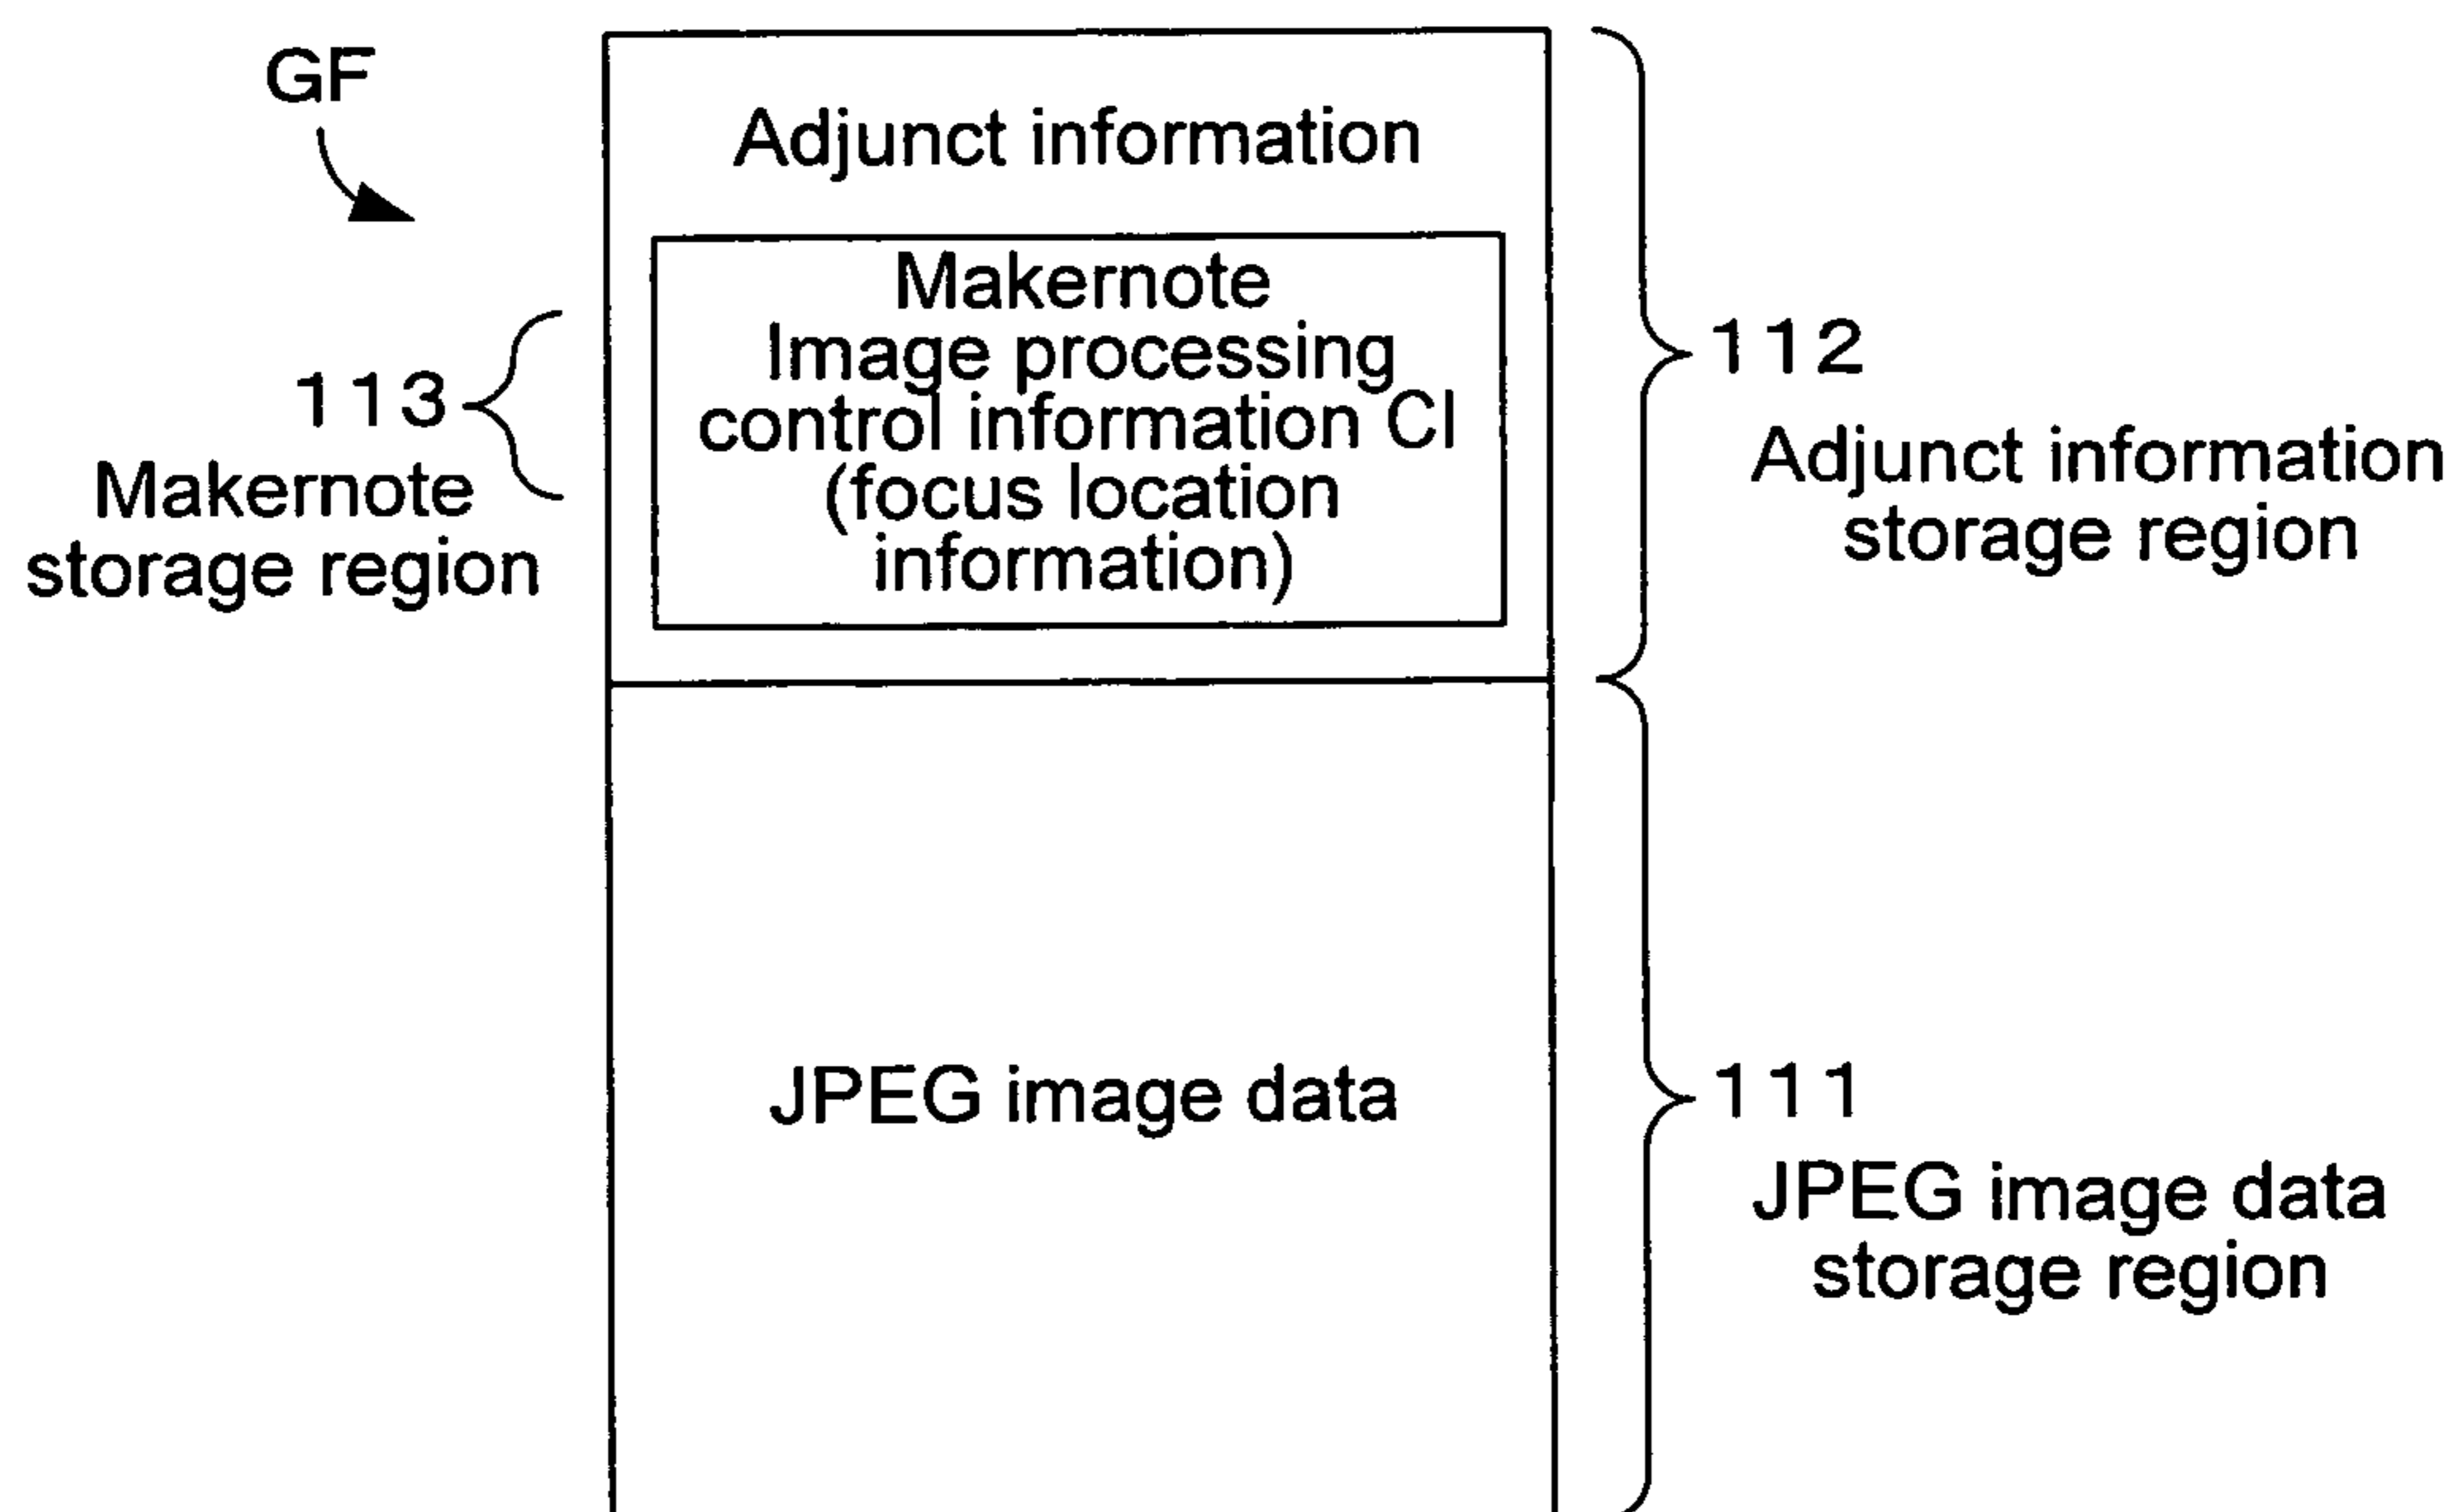 GF
Adjunct information
Makernote
Image processing
control information CI
(focus location
information)
113
Makernote
storage region
112
Adjunct information
storage region
JPEG image data
111
JPEG image data
storage region